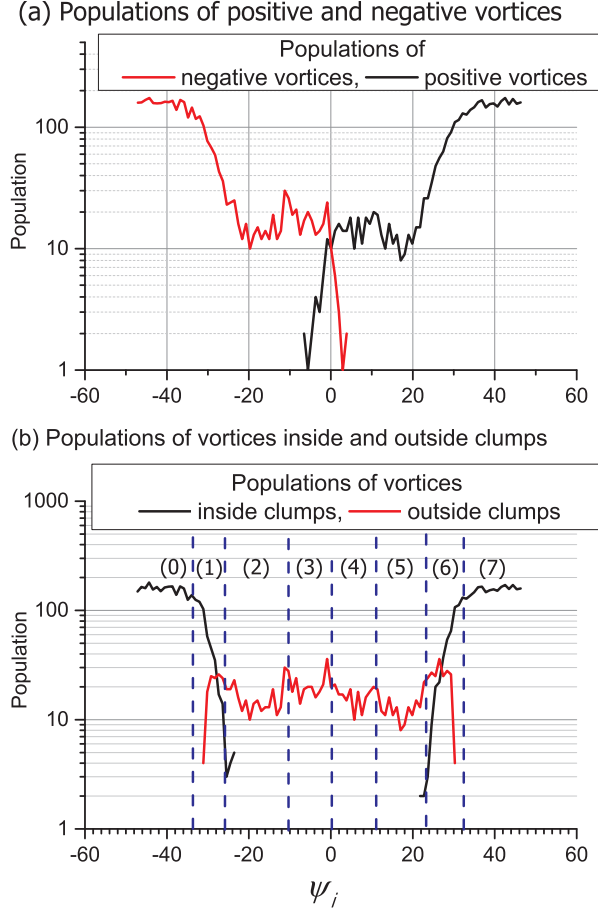 (a) Populations of positive and negative vortices
Populations of
negative vortices, positive vortices
Population
100
10
1
-60 -40 -20 0 20 40 60
(b) Populations of vortices inside and outside clumps
Populations of vortices
inside clumps, outside clumps
Population
1000
100
10
1
(0) (1) (2) (3) (4) (5) (6) (7)
-60 -40 -20 0 20 40 60
ψi